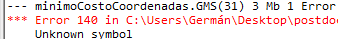 --- minimoCostoCoordenadas.GMS(31) 3 Mb 1 Error
*** Error 140 in C:\Users\Germán\Desktop\postdoc
Unknown symbol